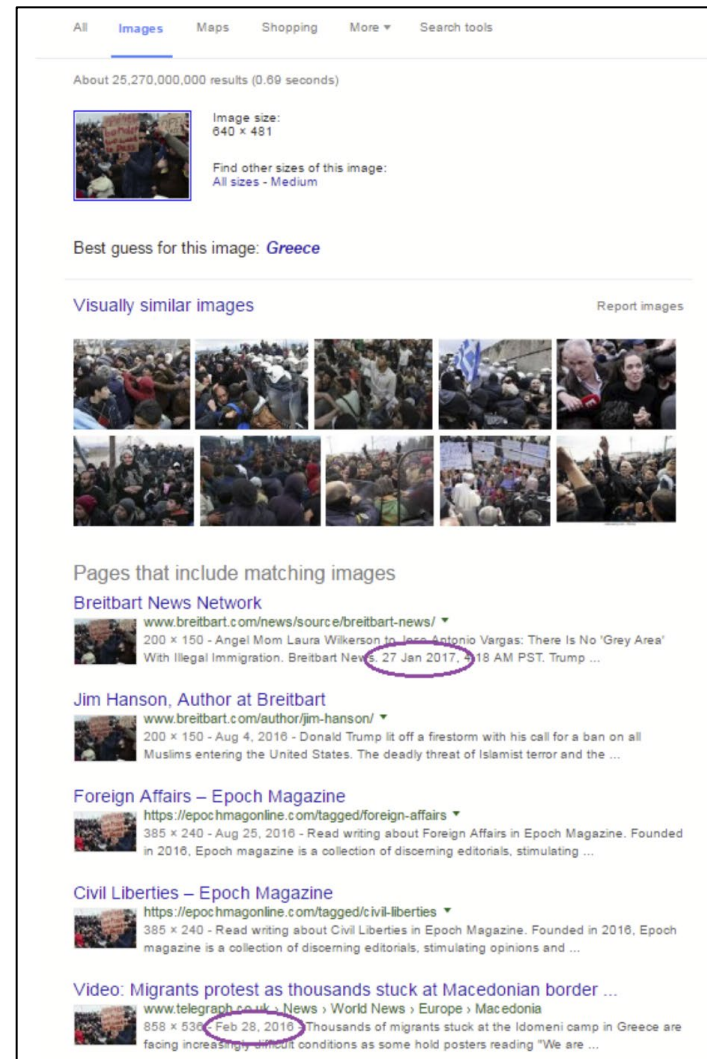 All Images Maps Shopping More ▾ Search tools
About 25,270,000,000 results (0.69 seconds)
Image size:
640 × 481
Find other sizes of this image:
All sizes - Medium
Best guess for this image: Greece
Visually similar images
Report images
Pages that include matching images
Breitbart News Network
www.breitbart.com/news/source/breitbart-news/ ▾
200 × 150 - Angel Mom Laura Wilkerson to Jose Antonio Vargas: There Is No 'Grey Area'
With Illegal Immigration. Breitbart News. 27 Jan 2017, 4:18 AM PST. Trump ...
Jim Hanson, Author at Breitbart
www.breitbart.com/author/jim-hanson/ ▾
200 × 150 - Aug 4, 2016 - Donald Trump lit off a firestorm with his call for a ban on all
Muslims entering the United States. The deadly threat of Islamist terror and the ...
Foreign Affairs – Epoch Magazine
https://epochmagonline.com/tagged/foreign-affairs ▾
385 × 240 - Aug 25, 2016 - Read writing about Foreign Affairs in Epoch Magazine. Founded
in 2016, Epoch magazine is a collection of discerning editorials, stimulating ...
Civil Liberties – Epoch Magazine
https://epochmagonline.com/tagged/civil-liberties ▾
385 × 240 - Read writing about Civil Liberties in Epoch Magazine. Founded in 2016, Epoch
magazine is a collection of discerning editorials, stimulating opinions and ...
Video: Migrants protest as thousands stuck at Macedonian border ...
www.telegraph.co.uk › News › World News › Europe › Macedonia
858 × 536 - Feb 28, 2016 - Thousands of migrants stuck at the Idomeni camp in Greece are
facing increasingly difficult conditions as some hold posters reading "We are ...